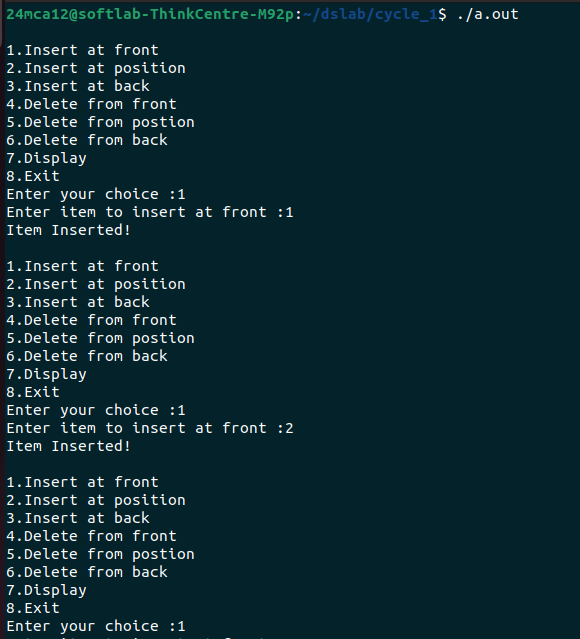 24mca12@softlab-ThinkCentre-M92p:~/dslab/cycle_1$ ./a.out
1.Insert at front
2.Insert at position
3.Insert at back
4.Delete from front
5.Delete from postion
6.Delete from back
7.Display
8.Exit
Enter your choice :1
Enter item to insert at front :1
Item Inserted!
1.Insert at front
2.Insert at position
3.Insert at back
4.Delete from front
5.Delete from postion
6.Delete from back
7.Display
8.Exit
Enter your choice :1
Enter item to insert at front :2
Item Inserted!
1.Insert at front
2.Insert at position
3.Insert at back
4.Delete from front
5.Delete from postion
6.Delete from back
7.Display
8.Exit
Enter your choice :1